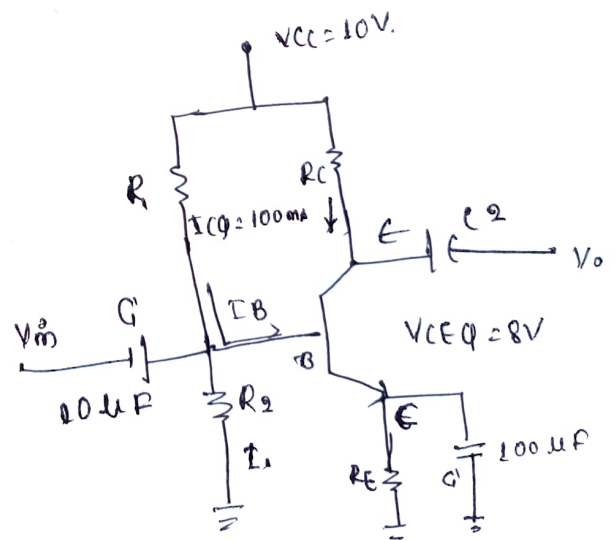 VCC = 10V.
R1
RC
ICQ = 100mA
C2
Vo
C1
IB
Vin
B
VCEQ = 8V
10 uF
R2
E
100 uF
I1
RE